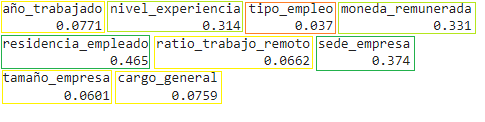 año_trabajado nivel_experiencia tipo_empleo moneda_remunerada
0.0771 0.314 0.037 0.331
residencia_empleado ratio_trabajo_remoto sede_empresa
0.465 0.0662 0.374
tamaño_empresa cargo_general
0.0601 0.0759